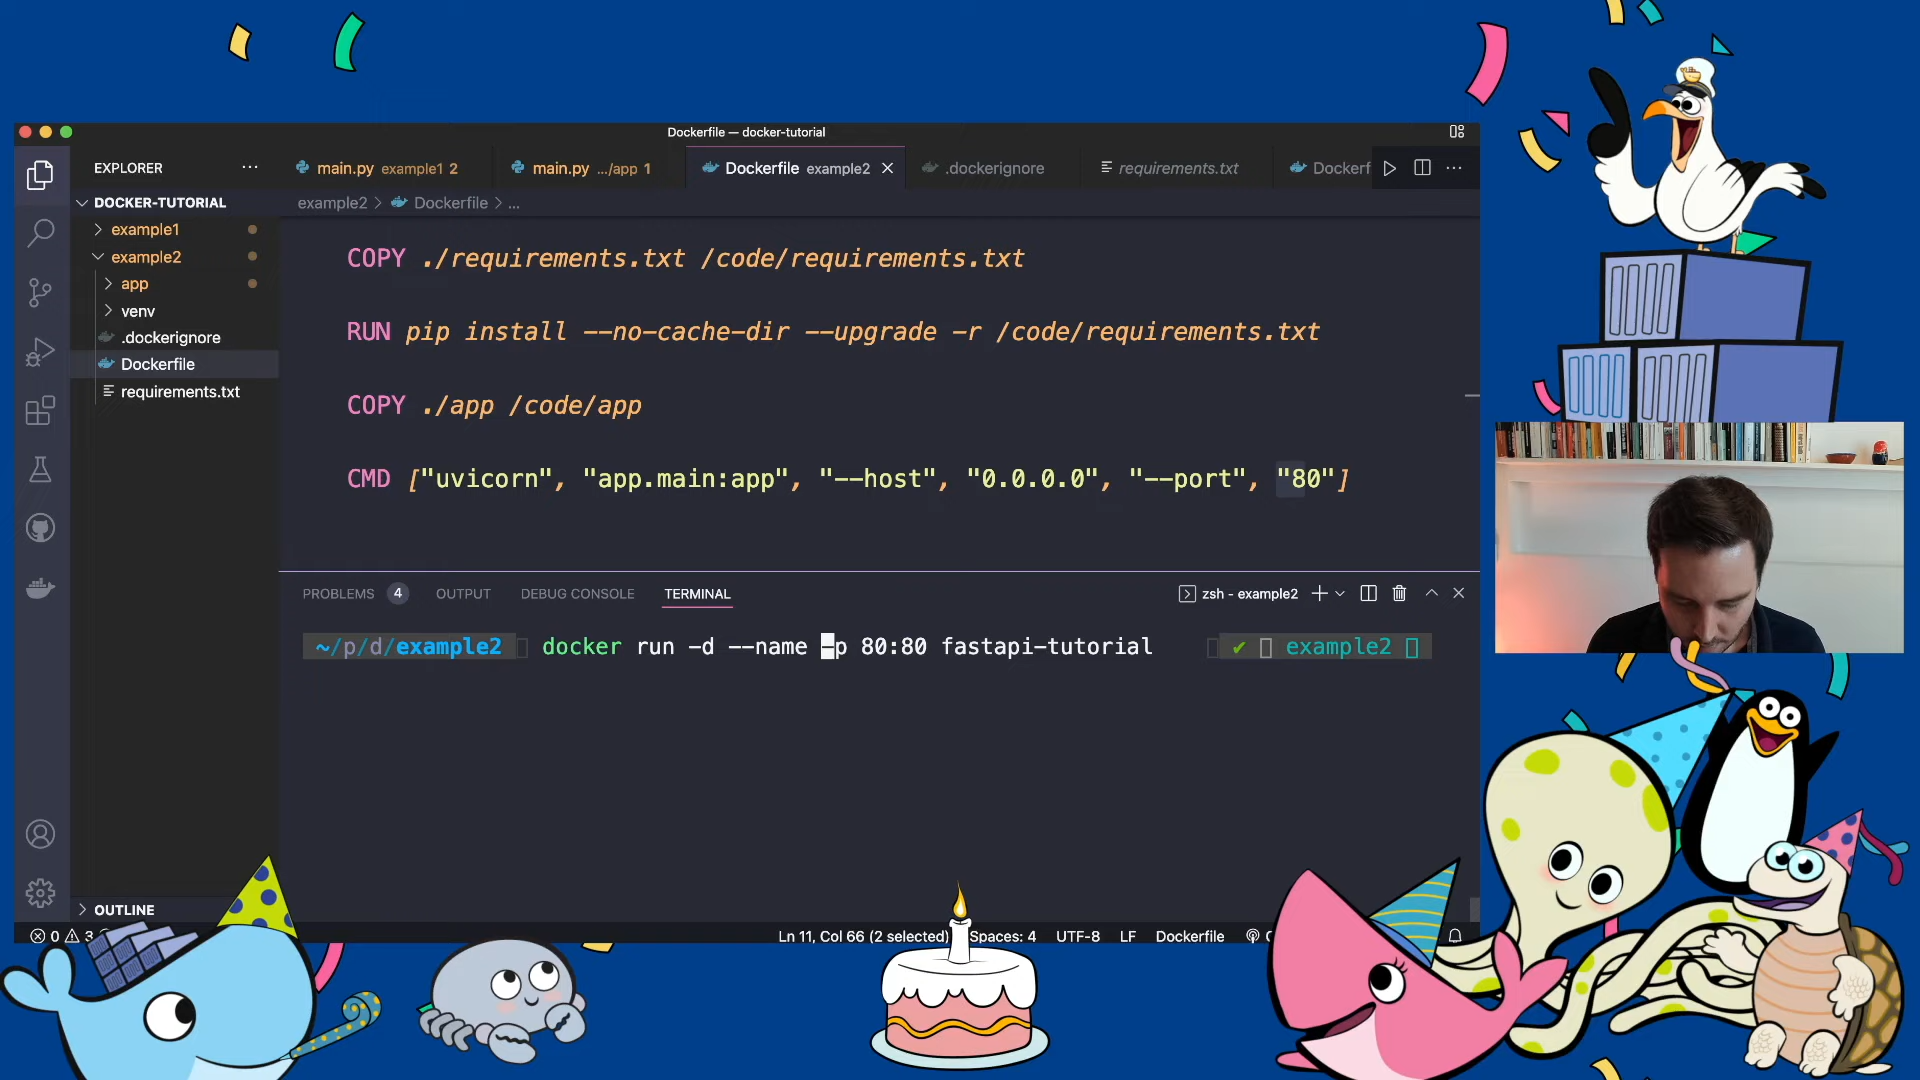 Dockerfile — docker-tutorial
EXPLORER
main.py example1 2
main.py .../app 1
Dockerfile example2
.dockerignore
requirements.txt
Dockerf
DOCKER-TUTORIAL
example2 > Dockerfile > ...
example1
example2
app
venv
.dockerignore
Dockerfile
requirements.txt
COPY ./requirements.txt /code/requirements.txt
RUN pip install --no-cache-dir --upgrade -r /code/requirements.txt
COPY ./app /code/app
CMD ["uvicorn", "app.main:app", "--host", "0.0.0.0", "--port", "80"]
PROBLEMS 4
OUTPUT
DEBUG CONSOLE
TERMINAL
zsh - example2
~/p/d/example2 docker run -d --name -p 80:80 fastapi-tutorial ✔ example2
OUTLINE
0 3
Ln 11, Col 66 (2 selected)
Spaces: 4
UTF-8
LF
Dockerfile